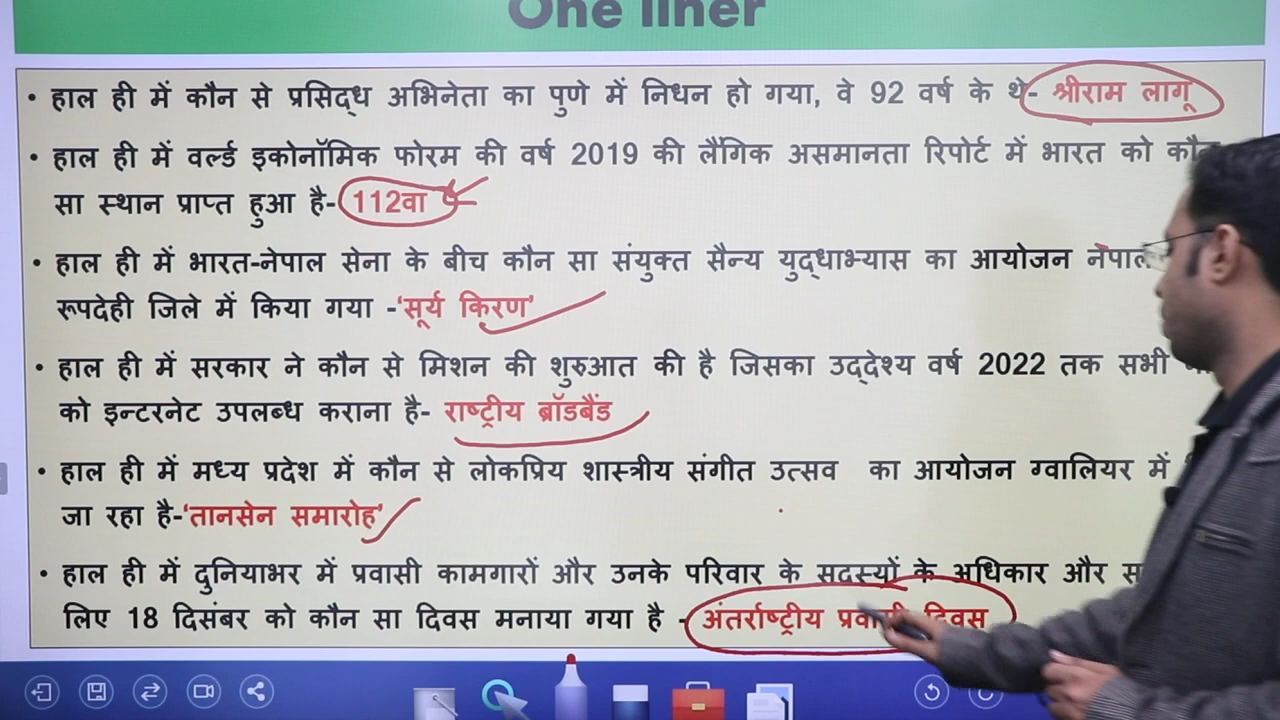 One liner
• हाल ही में कौन से प्रसिद्ध अभिनेता का पुणे में निधन हो गया, वे 92 वर्ष के थे- श्रीराम लागू
• हाल ही में वर्ल्ड इकोनॉमिक फोरम की वर्ष 2019 की लैंगिक असमानता रिपोर्ट में भारत को कौन
सा स्थान प्राप्त हुआ है- 112वा
• हाल ही में भारत-नेपाल सेना के बीच कौन सा संयुक्त सैन्य युद्धाभ्यास का आयोजन नेपाल
रूपदेही जिले में किया गया -‘सूर्य किरण’
• हाल ही में सरकार ने कौन से मिशन की शुरुआत की है जिसका उद्देश्य वर्ष 2022 तक सभी
को इन्टरनेट उपलब्ध कराना है- राष्ट्रीय ब्रॉडबैंड
• हाल ही में मध्य प्रदेश में कौन से लोकप्रिय शास्त्रीय संगीत उत्सव का आयोजन ग्वालियर में
जा रहा है-‘तानसेन समारोह’
• हाल ही में दुनियाभर में प्रवासी कामगारों और उनके परिवार के सदस्यों के अधिकार और
लिए 18 दिसंबर को कौन सा दिवस मनाया गया है - अंतर्राष्ट्रीय प्रवासी दिवस